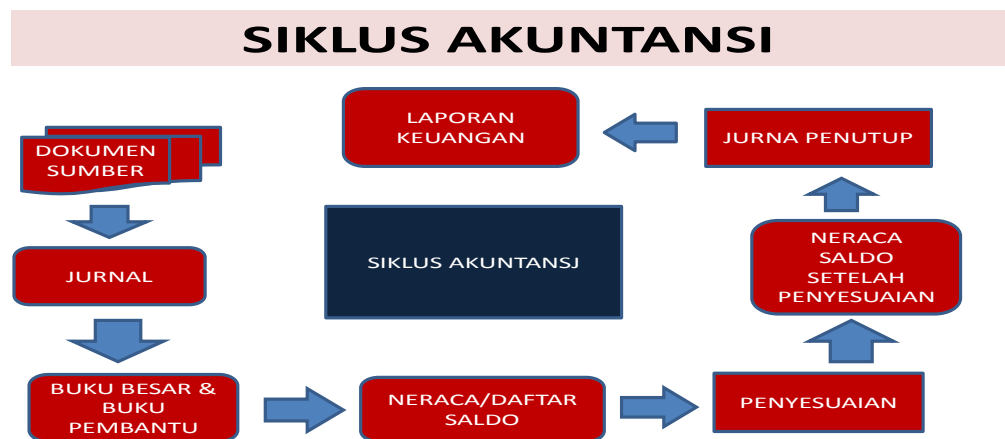 SIKLUS AKUNTANSI
DOKUMEN
SUMBER
JURNAL
BUKU BESAR &
BUKU
PEMBANTU
NERACA/DAFTAR
SALDO
PENYESUAIAN
NERACA
SALDO
SETELAH
PENYESUAIAN
JURNA PENUTUP
LAPORAN
KEUANGAN
SIKLUS AKUNTANSJ